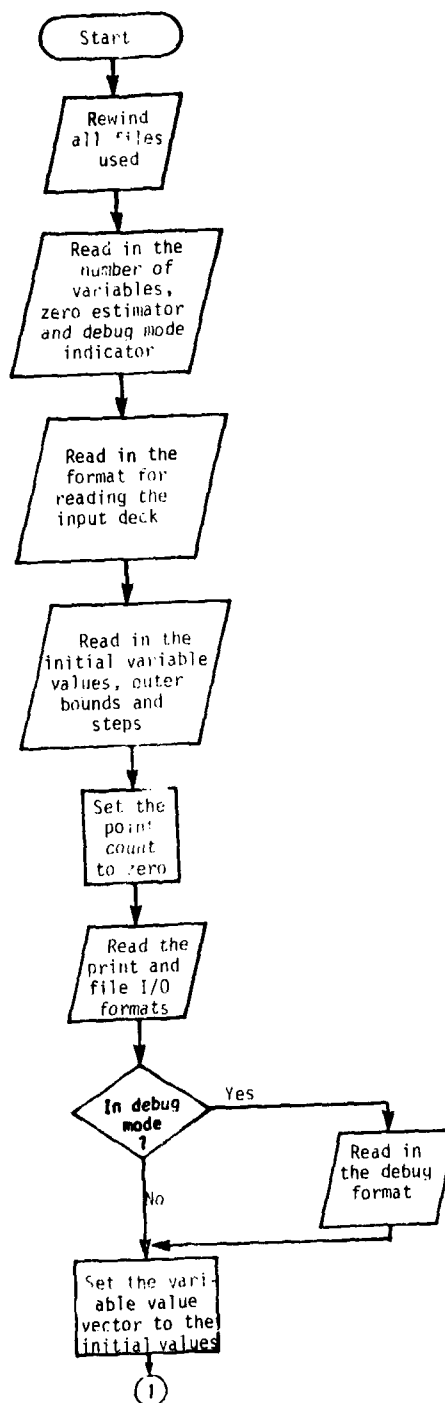 Start
Rewind
all files
used
Read in the
number of
variables,
zero estimator
and debug mode
indicator
Read in the
format for
reading the
input deck
Read in the
initial variable
values, outer
bounds and
steps
Set the
point
count
to zero
Read the
print and
file I/O
formats
In debug
mode
?
Yes
No
Read in
the debug
format
Set the vari-
able value
vector to the
initial values
1